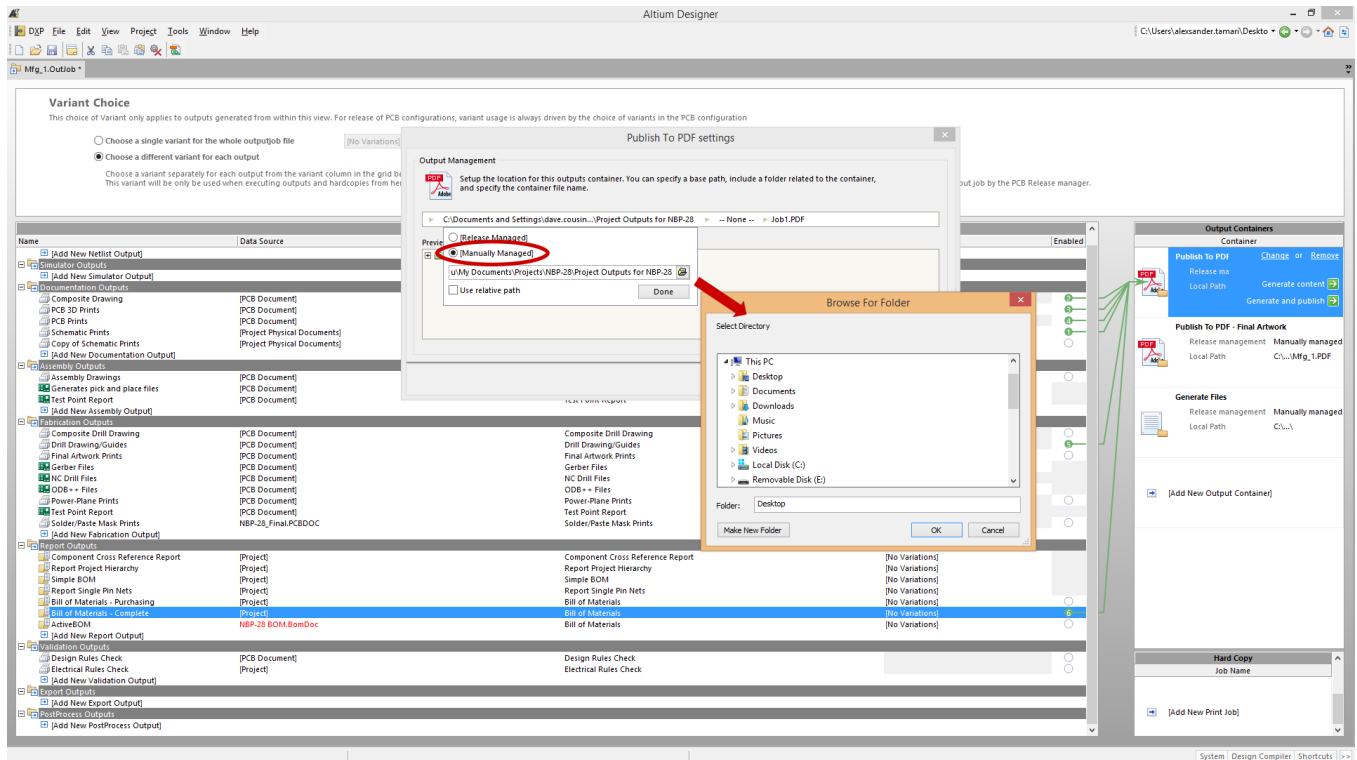 Altium Designer
DXP File Edit View Project Tools Window Help
C:\Users\alexsander.tamari\Deskto
Mfg_1.OutJob *
Variant Choice
This choice of Variant only applies to outputs generated from within this view. For release of PCB configurations, variant usage is always driven by the choice of variants in the PCB configuration
Choose a single variant for the whole outputjob file [No Variations]
Choose a different variant for each output
Choose a variant separately for each output from the variant column in the grid be
This variant will be only be used when executing outputs and hardcopies from her
out job by the PCB Release manager.
Publish To PDF settings
Output Management
PDF
Adobe
Setup the location for this outputs container. You can specify a base path, include a folder related to the container,
and specify the container file name.
C:\Documents and Settings\dave.cousin...\Project Outputs for NBP-28 -- None -- Job1.PDF
Previe
[Release Managed]
[Manually Managed]
u\My Documents\Projects\NBP-28\Project Outputs for NBP-28
Use relative path Done
Browse For Folder
Select Directory
This PC
Desktop
Documents
Downloads
Music
Pictures
Videos
Local Disk (C:)
Removable Disk (E:)
Folder: Desktop
Make New Folder OK Cancel
Name Data Source Enabled
[Add New Netlist Output]
Simulator Outputs
[Add New Simulator Output]
Documentation Outputs
Composite Drawing [PCB Document] 2
PCB 3D Prints [PCB Document] 3
PCB Prints [PCB Document] 4
Schematic Prints [Project Physical Documents] 1
Copy of Schematic Prints [Project Physical Documents]
[Add New Documentation Output]
Assembly Outputs
Assembly Drawings [PCB Document]
Generates pick and place files [PCB Document]
Test Point Report [PCB Document] Test Point Report
[Add New Assembly Output]
Fabrication Outputs
Composite Drill Drawing [PCB Document] Composite Drill Drawing
Drill Drawing/Guides [PCB Document] Drill Drawing/Guides 5
Final Artwork Prints [PCB Document] Final Artwork Prints
Gerber Files [PCB Document] Gerber Files
NC Drill Files [PCB Document] NC Drill Files
ODB++ Files [PCB Document] ODB++ Files
Power-Plane Prints [PCB Document] Power-Plane Prints
Test Point Report [PCB Document] Test Point Report
Solder/Paste Mask Prints NBP-28_Final.PCBDOC Solder/Paste Mask Prints
[Add New Fabrication Output]
Report Outputs
Component Cross Reference Report [Project] Component Cross Reference Report [No Variations]
Report Project Hierarchy [Project] Report Project Hierarchy [No Variations]
Simple BOM [Project] Simple BOM [No Variations]
Report Single Pin Nets [Project] Report Single Pin Nets [No Variations]
Bill of Materials - Purchasing [Project] Bill of Materials [No Variations]
Bill of Materials - Complete [Project] Bill of Materials [No Variations] 6
ActiveBOM NBP-28 BOM.BomDoc Bill of Materials [No Variations]
[Add New Report Output]
Validation Outputs
Design Rules Check [PCB Document] Design Rules Check
Electrical Rules Check [Project] Electrical Rules Check
[Add New Validation Output]
Export Outputs
[Add New Export Output]
PostProcess Outputs
[Add New PostProcess Output]
Output Containers
Container
Publish To PDF Change or Remove
Release ma
Local Path Generate content
Generate and publish
PDF
Publish To PDF - Final Artwork
Release management Manually managed
Local Path C:\...\Mfg_1.PDF
PDF
Generate Files
Release management Manually managed
Local Path C:\...\
[Add New Output Container]
Hard Copy
Job Name
[Add New Print Job]
System Design Compiler Shortcuts >>